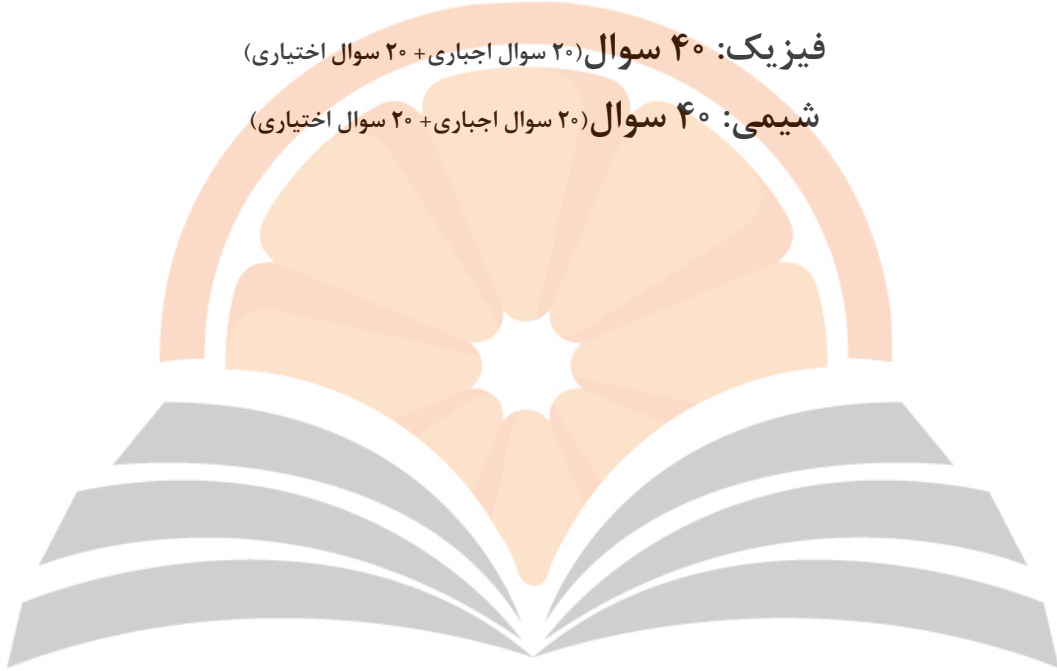 فیزیک: ۴۰ سوال(۲۰ سوال اجباری+ ۲۰ سوال اختیاری)
شیمی: ۴۰ سوال(۲۰ سوال اجباری+ ۲۰ سوال اختیاری)